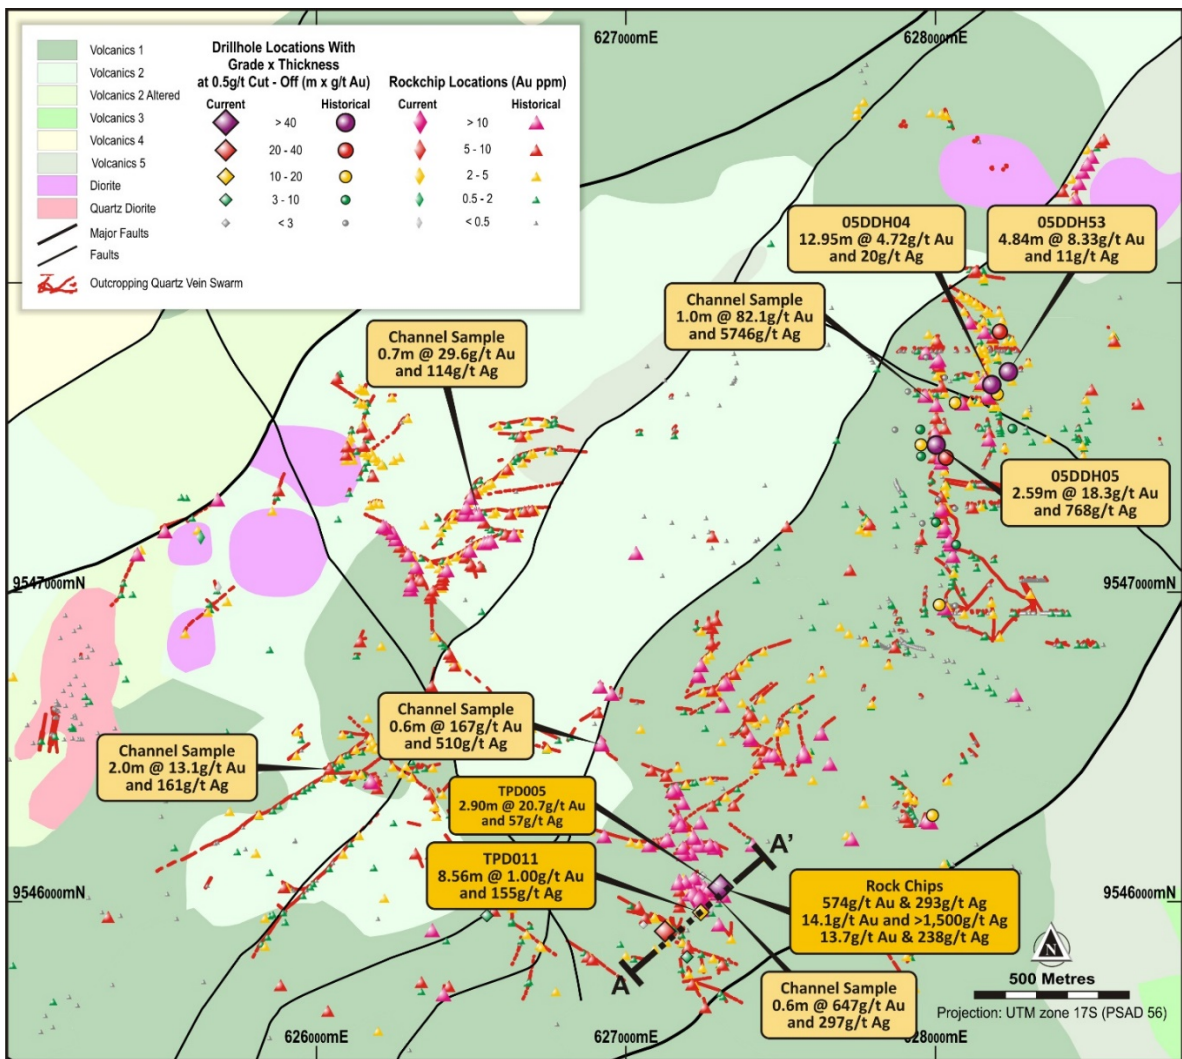 627000mE
628000mE
Volcanics 1
Volcanics 2
Volcanics 2 Altered
Volcanics 3
Volcanics 4
Volcanics 5
Diorite
Quartz Diorite
Major Faults
Faults
Outcropping Quartz Vein Swarm
Drillhole Locations With
Grade x Thickness
at 0.5g/t Cut - Off (m x g/t Au)
Current Historical
> 40
20 - 40
10 - 20
3 - 10
< 3
Rockchip Locations (Au ppm)
Current Historical
> 10
5 - 10
2 - 5
0.5 - 2
< 0.5
05DDH04
12.95m @ 4.72g/t Au
and 20g/t Ag
05DDH53
4.84m @ 8.33g/t Au
and 11g/t Ag
Channel Sample
1.0m @ 82.1g/t Au
and 5746g/t Ag
Channel Sample
0.7m @ 29.6g/t Au
and 114g/t Ag
05DDH05
2.59m @ 18.3g/t Au
and 768g/t Ag
9547000mN
9547000mN
Channel Sample
0.6m @ 167g/t Au
and 510g/t Ag
Channel Sample
2.0m @ 13.1g/t Au
and 161g/t Ag
TPD005
2.90m @ 20.7g/t Au
and 57g/t Ag
TPD011
8.56m @ 1.00g/t Au
and 155g/t Ag
A'
A
9546000mN
9546000mN
Rock Chips
574g/t Au & 293g/t Ag
14.1g/t Au and >1,500g/t Ag
13.7g/t Au & 238g/t Ag
Channel Sample
0.6m @ 647g/t Au
and 297g/t Ag
N
500 Metres
Projection: UTM zone 17S (PSAD 56)
626000mE
627000mE
628000mE